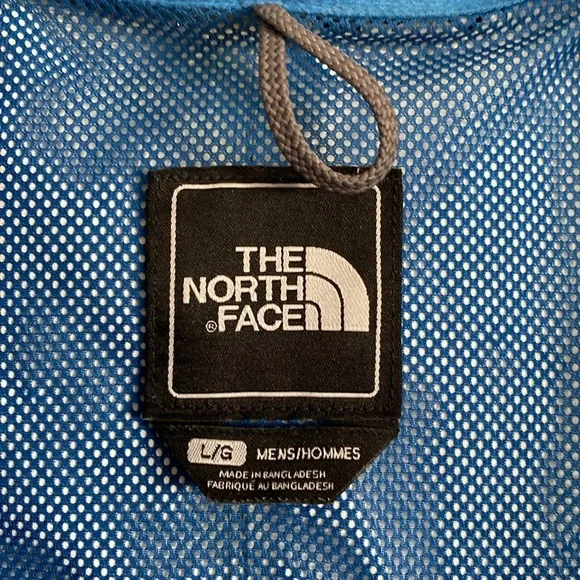 THE
NORTH
® FACE
L/G MENS/HOMMES
MADE IN BANGLADESH
FABRIQUE AU BANGLADESH